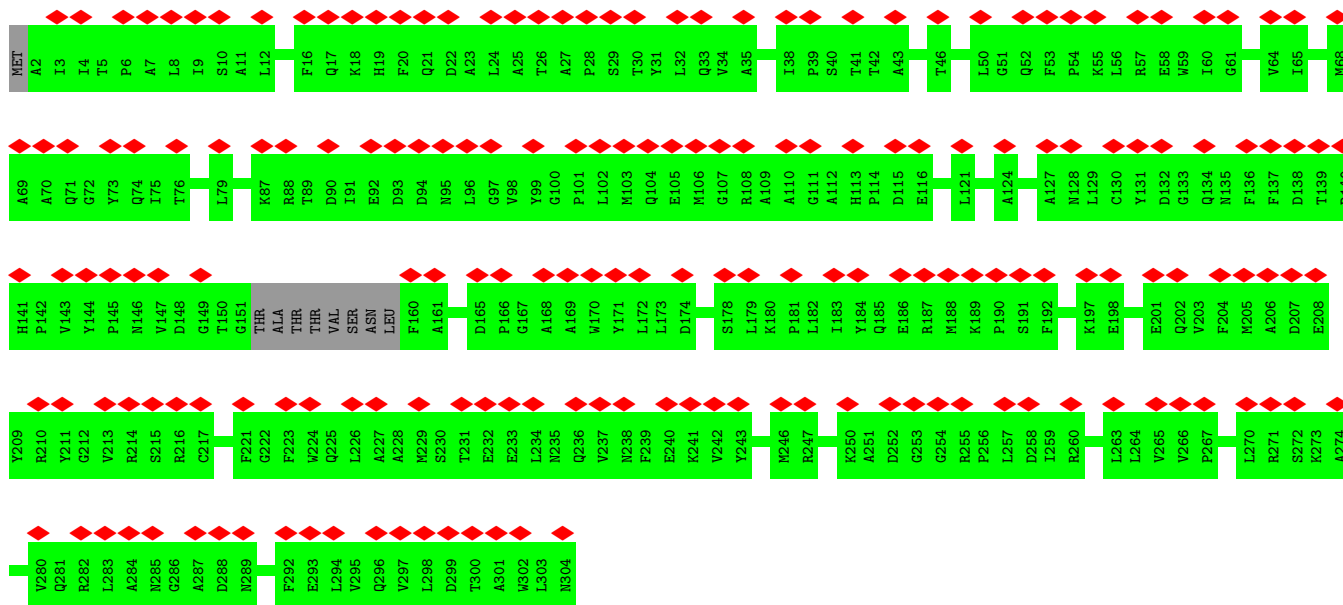 MET A2 I3 I4 T5 P6 A7 L8 I9 S10 A11 L12 F16 Q17 K18 H19 F20 Q21 D22 A23 L24 A25 T26 A27 P28 S29 T30 Y31 L32 Q33 V34 A35 I38 P39 S40 T41 T42 A43 T46 L50 G51 Q52 F53 P54 K55 L56 R57 E58 W59 I60 G61 V64 I65 M68
A69 A70 Q71 G72 Y73 Q74 I75 T76 L79 K87 R88 T89 D90 I91 E92 D93 D94 N95 L96 G97 V98 Y99 G100 P101 L102 M103 Q104 E105 M106 G107 R108 A109 A110 G111 A112 H113 P114 D115 E116 L121 A124 A127 N128 L129 C130 Y131 D132 G133 Q134 N135 F136 F137 D138 T139
H141 P142 V143 Y144 P145 N146 V147 D148 G149 T150 G151 THR ALA THR THR VAL SER ASN LEU F160 A161 D165 P166 G167 A168 A169 W170 Y171 L172 L173 D174 S178 L179 K180 P181 L182 I183 Y184 Q185 E186 R187 M188 K189 P190 S191 F192 K197 E198 E201 Q202 V203 F204 M205 A206 D207 E208
Y209 R210 Y211 G212 V213 R214 S215 R216 C217 F221 G222 F223 W224 Q225 L226 A227 A228 M229 S230 T231 E232 E233 L234 N235 Q236 V237 N238 F239 E240 K241 V242 Y243 M246 R247 K250 A251 D252 G253 G254 R255 P256 L257 D258 I259 R260 L263 L264 V265 V266 P267 L270 R271 S272 K273 A274
V280 Q281 R282 L283 A284 N285 G286 A287 D288 N289 F292 E293 L294 V295 Q296 V297 L298 D299 T300 A301 W302 L303 N304